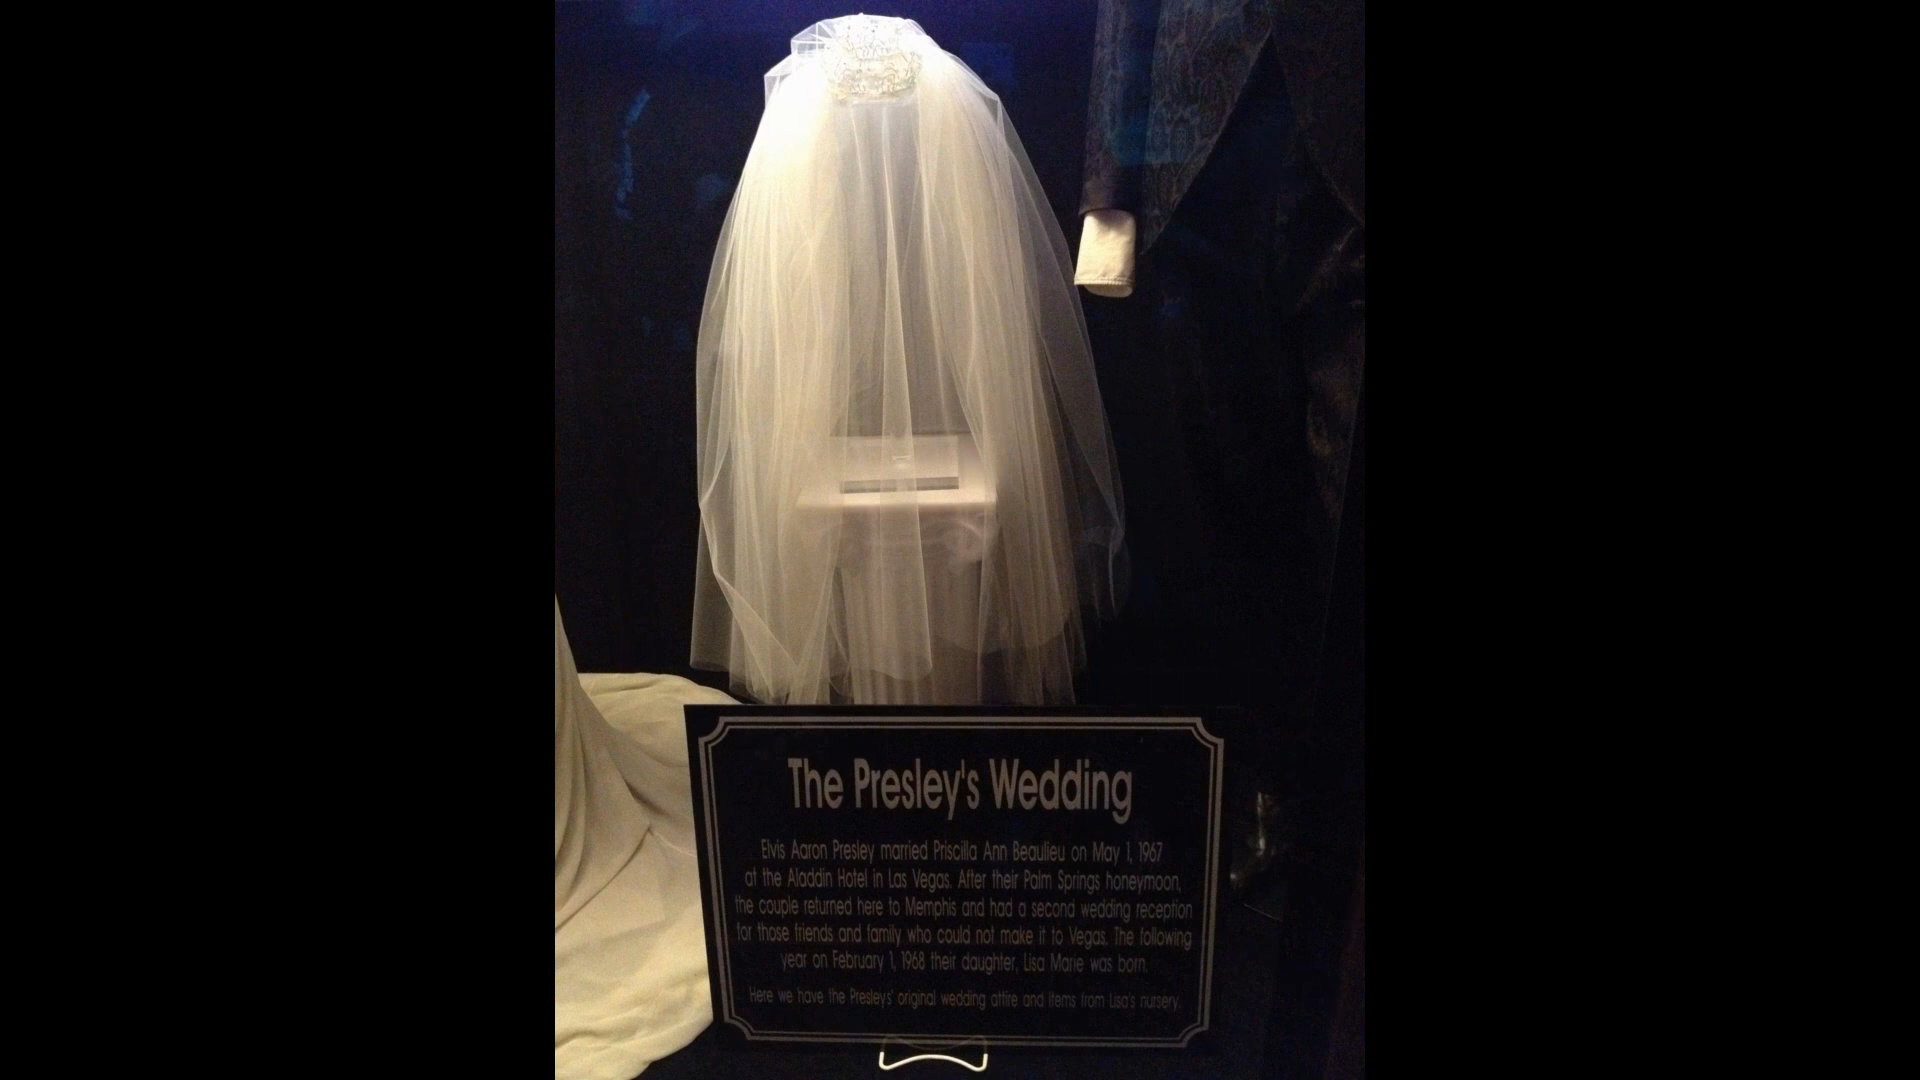 The Presley's Wedding
Elvis Aaron Presley married Priscilla Ann Beaulieu on May 1, 1967
at the Aladdin Hotel in Las Vegas. After their Palm Springs honeymoon,
the couple returned here to Memphis and had a second wedding reception
for those friends and family who could not make it to Vegas. The following
year on February 1, 1968 their daughter, Lisa Marie was born.
Here we have the Presleys' original wedding attire and items from Lisa's nursery.